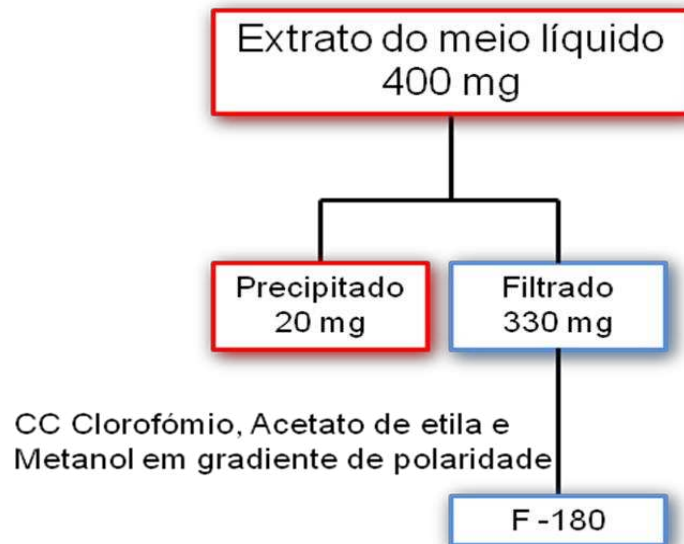 Extrato do meio líquido
400 mg
Precipitado
20 mg
Filtrado
330 mg
CC Clorofómio, Acetato de etila e
Metanol em gradiente de polaridade
F -180